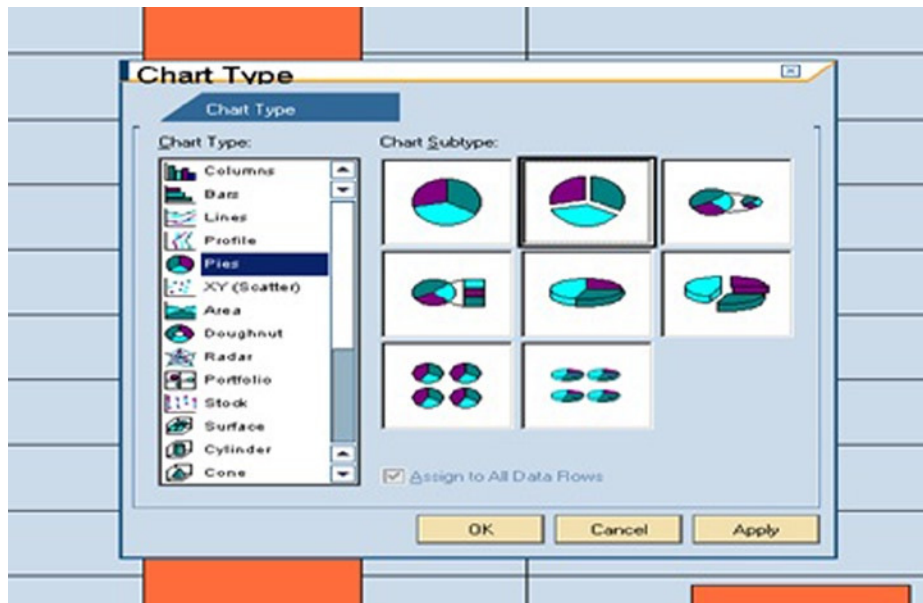 Chart Type
Chart Type
Chart Type:
Chart Subtype:
Columns
Bars
Lines
Profile
Pies
XY (Scatter)
Area
Doughnut
Radar
Portfolio
Stock
Surface
Cylinder
Cone
Assign to All Data Rows
OK
Cancel
Apply